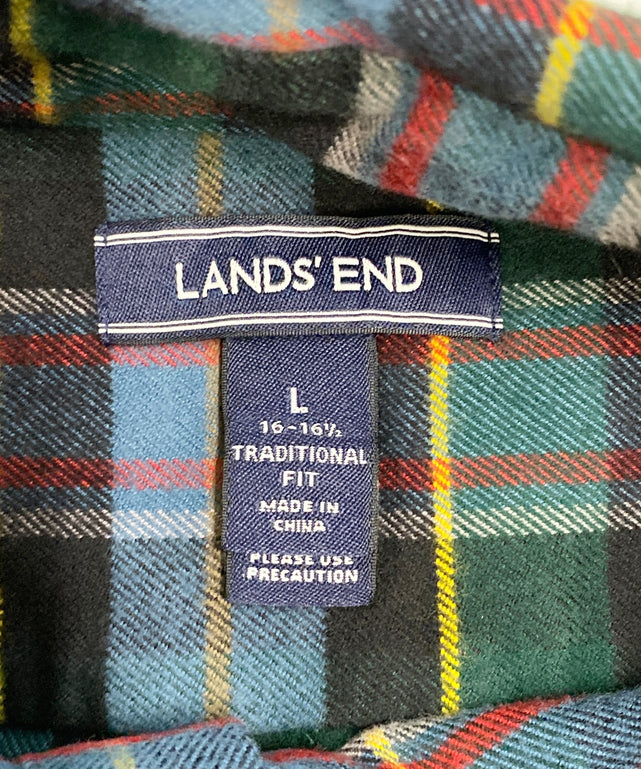 LANDS' END
L
16-16½
TRADITIONAL
FIT
MADE IN
CHINA
PLEASE USE
PRECAUTION